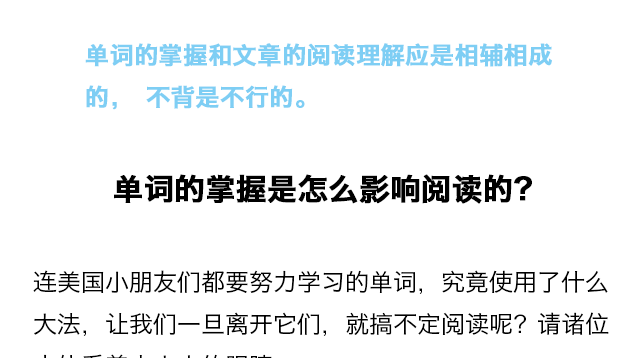 单词的掌握和文章的阅读理解应是相辅相成
的， 不背是不行的。
单词的掌握是怎么影响阅读的？
连美国小朋友们都要努力学习的单词，究竟使用了什么
大法，让我们一旦离开它们，就搞不定阅读呢？请诸位